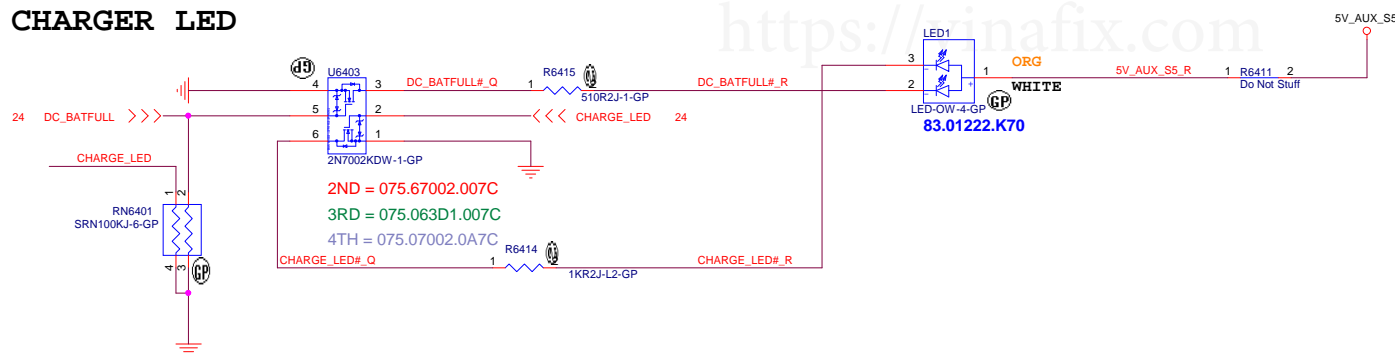 CHARGER LED
https://vinafix.com
5V_AUX_S5
LED1
GP
U6403
4
3
DC_BATFULL#_Q
1
R6415
2
510R2J-1-GP
DC_BATFULL#_R
3
2
1
ORG
WHITE
5V_AUX_S5_R
1 R6411 2
Do Not Stuff
24 DC_BATFULL
5
2
CHARGE_LED 24
LED-OW-4-GP
GP
83.01222.K70
6
1
2N7002KDW-1-GP
CHARGE_LED
1
2
RN6401
SRN100KJ-6-GP
4
3
GP
2ND = 075.67002.007C
3RD = 075.063D1.007C
4TH = 075.07002.0A7C
CHARGE_LED#_Q
1
R6414
2
1KR2J-L2-GP
CHARGE_LED#_R